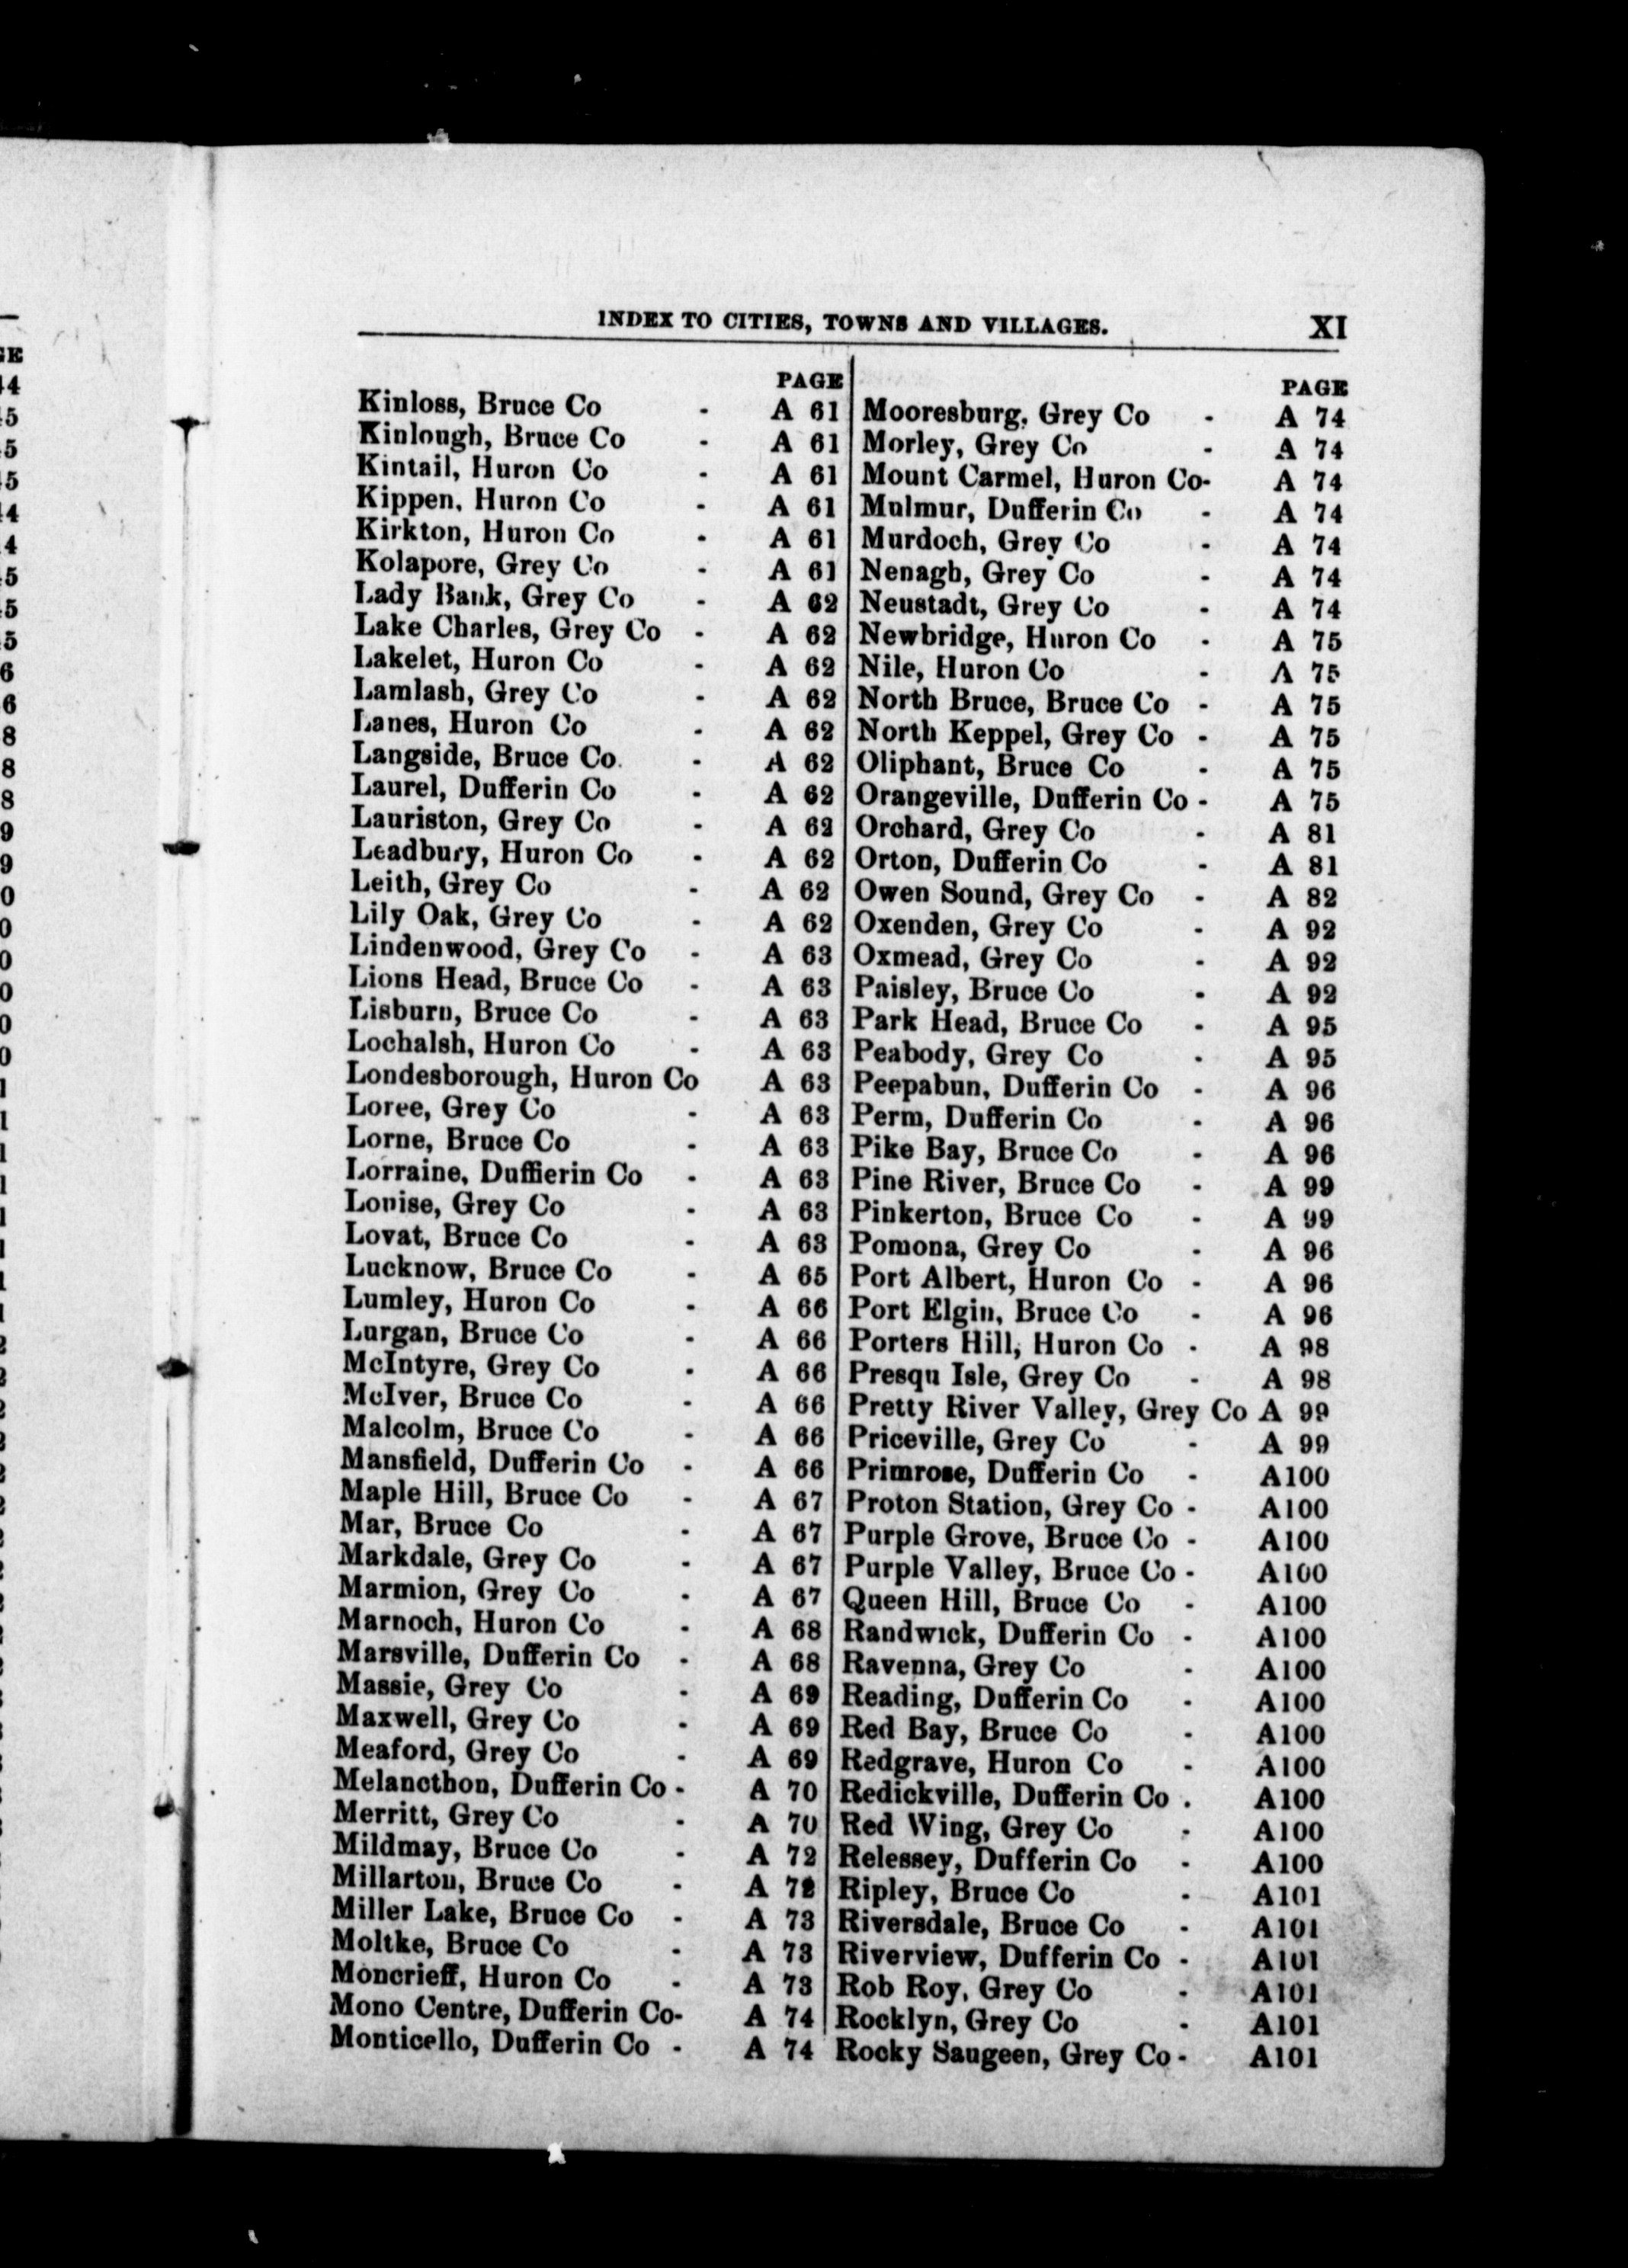 INDEX TO CITIES, TOWNS AND VILLAGES. XI
PAGE
Kinloss, Bruce Co - A 61
Kinlough, Bruce Co - A 61
Kintail, Huron Co - A 61
Kippen, Huron Co - A 61
Kirkton, Huron Co - A 61
Kolapore, Grey Co - A 61
Lady Bank, Grey Co - A 62
Lake Charles, Grey Co - A 62
Lakelet, Huron Co - A 62
Lamlash, Grey Co - A 62
Lanes, Huron Co - A 62
Langside, Bruce Co. - A 62
Laurel, Dufferin Co - A 62
Lauriston, Grey Co - A 62
Leadbury, Huron Co - A 62
Leith, Grey Co - A 62
Lily Oak, Grey Co - A 62
Lindenwood, Grey Co - A 63
Lions Head, Bruce Co - A 63
Lisburn, Bruce Co - A 63
Lochalsh, Huron Co - A 63
Londesborough, Huron Co A 63
Loree, Grey Co - A 63
Lorne, Bruce Co - A 63
Lorraine, Duffierin Co - A 63
Louise, Grey Co - A 63
Lovat, Bruce Co - A 63
Lucknow, Bruce Co - A 65
Lumley, Huron Co - A 66
Lurgan, Bruce Co - A 66
McIntyre, Grey Co - A 66
McIver, Bruce Co - A 66
Malcolm, Bruce Co - A 66
Mansfield, Dufferin Co - A 66
Maple Hill, Bruce Co - A 67
Mar, Bruce Co - A 67
Markdale, Grey Co - A 67
Marmion, Grey Co - A 67
Marnoch, Huron Co - A 68
Marsville, Dufferin Co - A 68
Massie, Grey Co - A 69
Maxwell, Grey Co - A 69
Meaford, Grey Co - A 69
Melancthon, Dufferin Co - A 70
Merritt, Grey Co - A 70
Mildmay, Bruce Co - A 72
Millarton, Bruce Co - A 72
Miller Lake, Bruce Co - A 73
Moltke, Bruce Co - A 73
Moncrieff, Huron Co - A 73
Mono Centre, Dufferin Co- A 74
Monticello, Dufferin Co - A 74
PAGE
Mooresburg, Grey Co - A 74
Morley, Grey Co - A 74
Mount Carmel, Huron Co- A 74
Mulmur, Dufferin Co - A 74
Murdoch, Grey Co - A 74
Nenagh, Grey Co - A 74
Neustadt, Grey Co - A 74
Newbridge, Huron Co - A 75
Nile, Huron Co - A 75
North Bruce, Bruce Co - A 75
North Keppel, Grey Co - A 75
Oliphant, Bruce Co - A 75
Orangeville, Dufferin Co - A 75
Orchard, Grey Co - A 81
Orton, Dufferin Co - A 81
Owen Sound, Grey Co - A 82
Oxenden, Grey Co - A 92
Oxmead, Grey Co - A 92
Paisley, Bruce Co - A 92
Park Head, Bruce Co - A 95
Peabody, Grey Co - A 95
Peepabun, Dufferin Co - A 96
Perm, Dufferin Co - A 96
Pike Bay, Bruce Co - A 96
Pine River, Bruce Co - A 99
Pinkerton, Bruce Co - A 99
Pomona, Grey Co - A 96
Port Albert, Huron Co - A 96
Port Elgin, Bruce Co - A 96
Porters Hill, Huron Co - A 98
Presqu Isle, Grey Co - A 98
Pretty River Valley, Grey Co A 99
Priceville, Grey Co - A 99
Primrose, Dufferin Co - A100
Proton Station, Grey Co - A100
Purple Grove, Bruce Co - A100
Purple Valley, Bruce Co - A100
Queen Hill, Bruce Co - A100
Randwick, Dufferin Co - A100
Ravenna, Grey Co - A100
Reading, Dufferin Co - A100
Red Bay, Bruce Co - A100
Redgrave, Huron Co - A100
Redickville, Dufferin Co . A100
Red Wing, Grey Co - A100
Relessey, Dufferin Co - A100
Ripley, Bruce Co - A101
Riversdale, Bruce Co - A101
Riverview, Dufferin Co - A101
Rob Roy, Grey Co - A101
Rocklyn, Grey Co - A101
Rocky Saugeen, Grey Co - A101